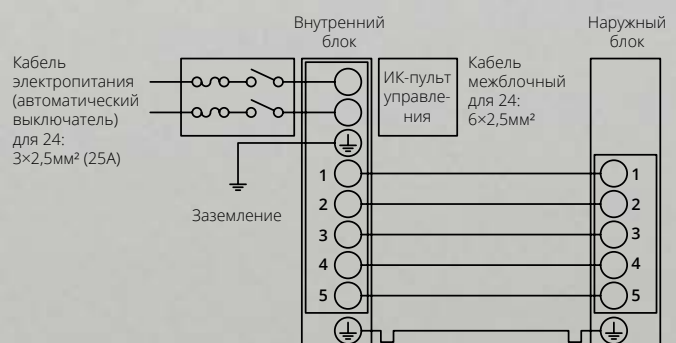 Внутренний
блок
Наружный
блок
Кабель
электропитания
(автоматический
выключатель)
для 24:
3×2,5мм² (25А)
ИК-пульт
управле-
ния
Кабель
межблочный
для 24:
6×2,5мм²
Заземление
1
2
3
4
5
1
2
3
4
5